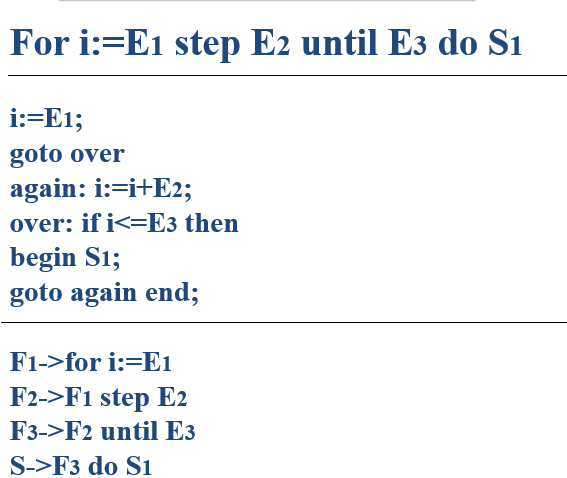 For i:=E1 step E2 until E3 do S1
i:=E1;
goto over
again: i:=i+E2;
over: if i<=E3 then
begin S1;
goto again end;
F1->for i:=E1
F2->F1 step E2
F3->F2 until E3
S->F3 do S1